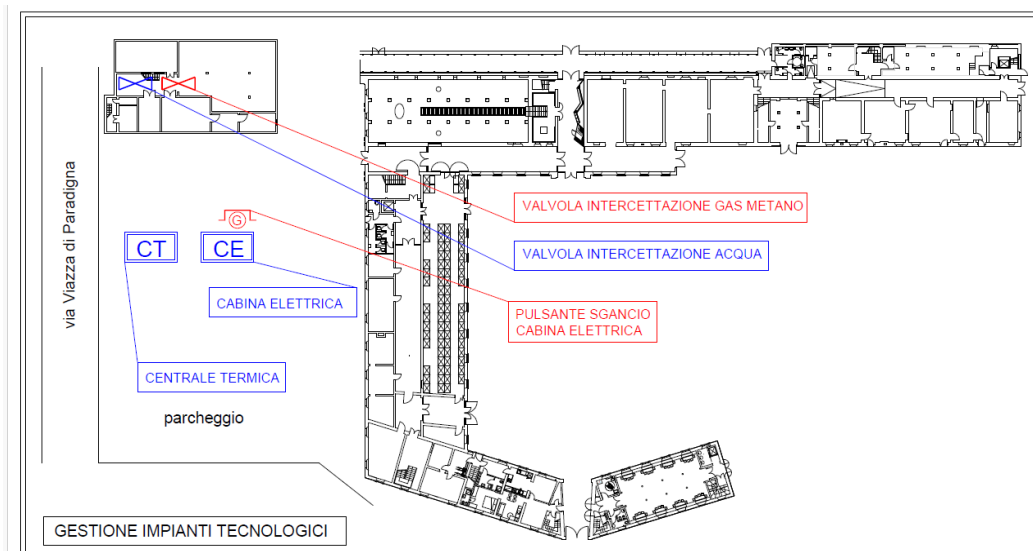 VALVOLA INTERCETTAZIONE GAS METANO
G
CT
CE
VALVOLA INTERCETTAZIONE ACQUA
CABINA ELETTRICA
PULSANTE SGANCIO
CABINA ELETTRICA
via Viazza di Paradigna
CENTRALE TERMICA
parcheggio
GESTIONE IMPIANTI TECNOLOGICI